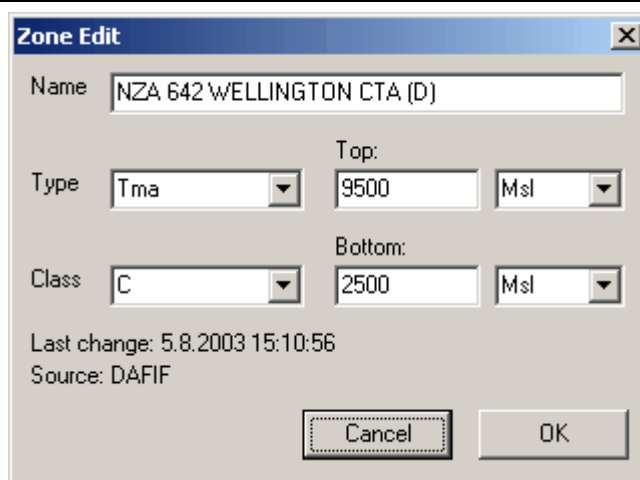 Zone Edit
Name NZA 642 WELLINGTON CTA (D)
Top:
Type Tma 9500 Msl
Bottom:
Class C 2500 Msl
Last change: 5.8.2003 15:10:56
Source: DAFIF
Cancel OK